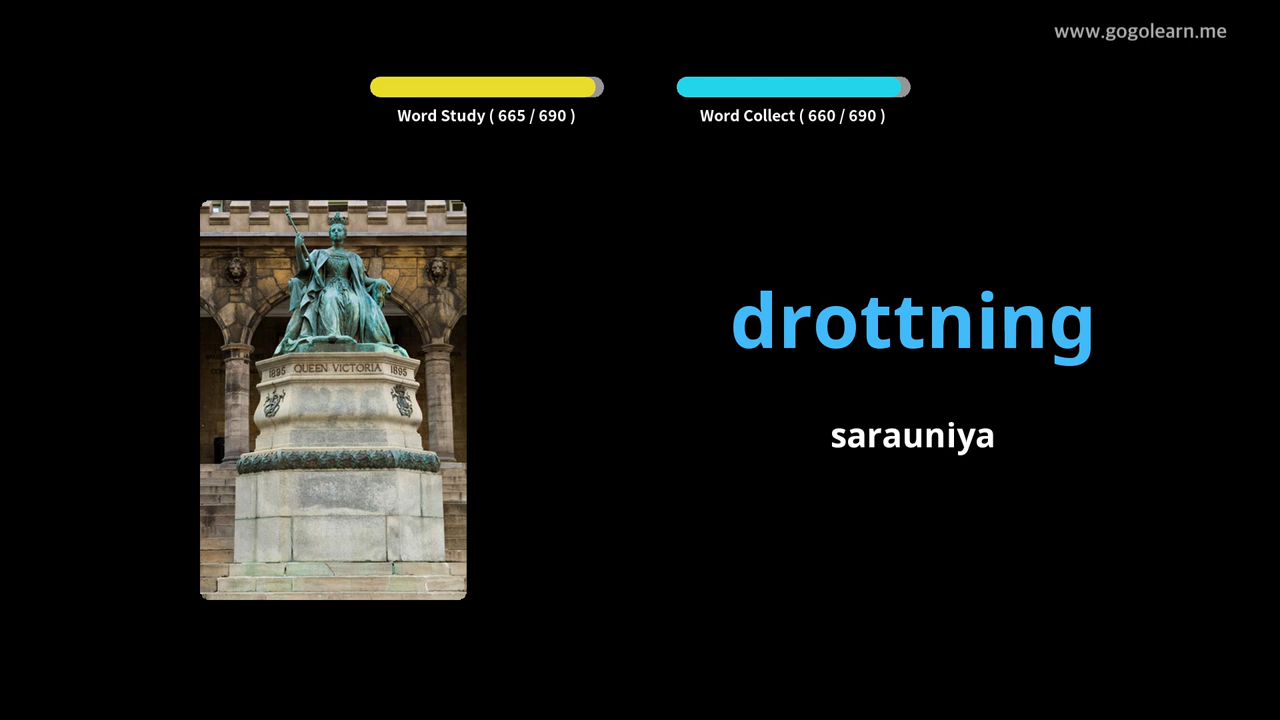 www.gogolearn.me
Word Study ( 665 / 690 )
Word Collect ( 660 / 690 )
1895 QUEEN VICTORIA 1895
drottning
sarauniya